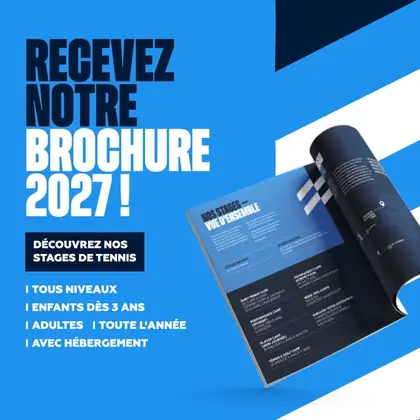 RECEVEZ
NOTRE
BROCHURE
2027 !
DÉCOUVREZ NOS
STAGES DE TENNIS
I TOUS NIVEAUX
I ENFANTS DÈS 3 ANS
I ADULTES I TOUTE L'ANNÉE
I AVEC HÉBERGEMENT
NOS STAGES
VUE D'ENSEMBLE